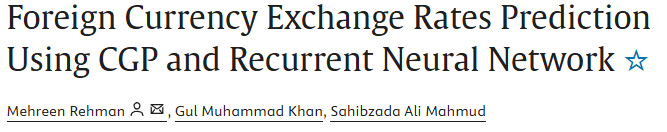 Foreign Currency Exchange Rates Prediction
Using CGP and Recurrent Neural Network
Mehreen Rehman, Gul Muhammad Khan, Sahibzada Ali Mahmud